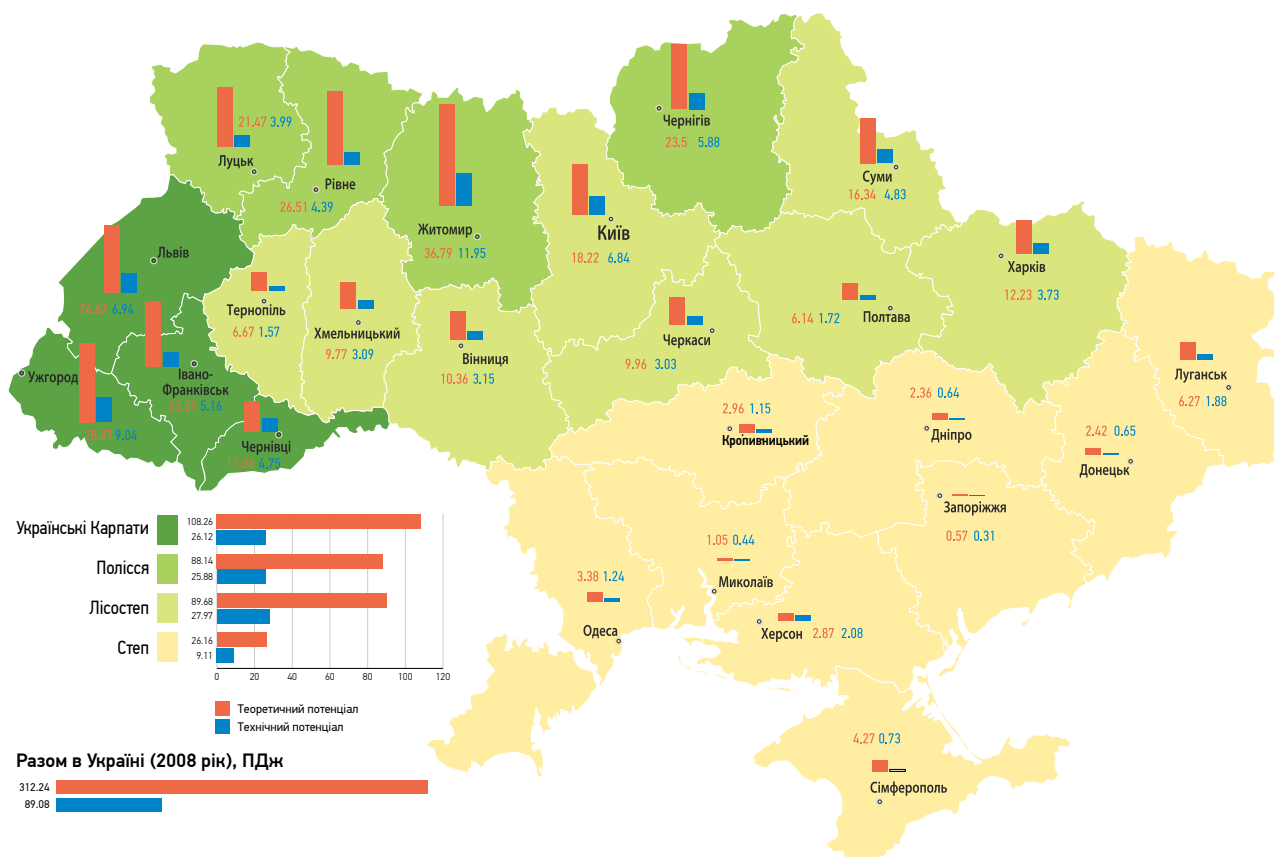 23.5 5.88
Чернігів
21.47 3.99
Луцьк
Рівне
26.51 4.39
Житомир
36.79 11.95
Київ
18.22 6.84
Суми
16.34 4.83
Львів
24.62 6.94
Тернопіль
6.67 1.57
Хмельницький
9.77 3.09
Вінниця
10.36 3.15
Черкаси
9.96 3.03
6.14 1.72
Полтава
Харків
12.23 3.73
Луганськ
6.27 1.88
Ужгород
28.87 9.04
Івано-
Франківськ
5.16
Чернівці
4.75
2.96 1.15
Кропивницький
2.36 0.64
Дніпро
2.42 0.65
Донецьк
Запоріжжя
0.57 0.31
1.05 0.44
Миколаїв
3.38 1.24
Одеса
Херсон
2.87 2.08
4.27 0.73
Сімферополь
Українські Карпати
108.26
26.12
Полісся
88.14
25.88
Лісостеп
89.68
27.97
Степ
26.16
9.11
0 20 40 60 80 100 120
Теоретичний потенціал
Технічний потенціал
Разом в Україні (2008 рік), ПДж
312.24
89.08